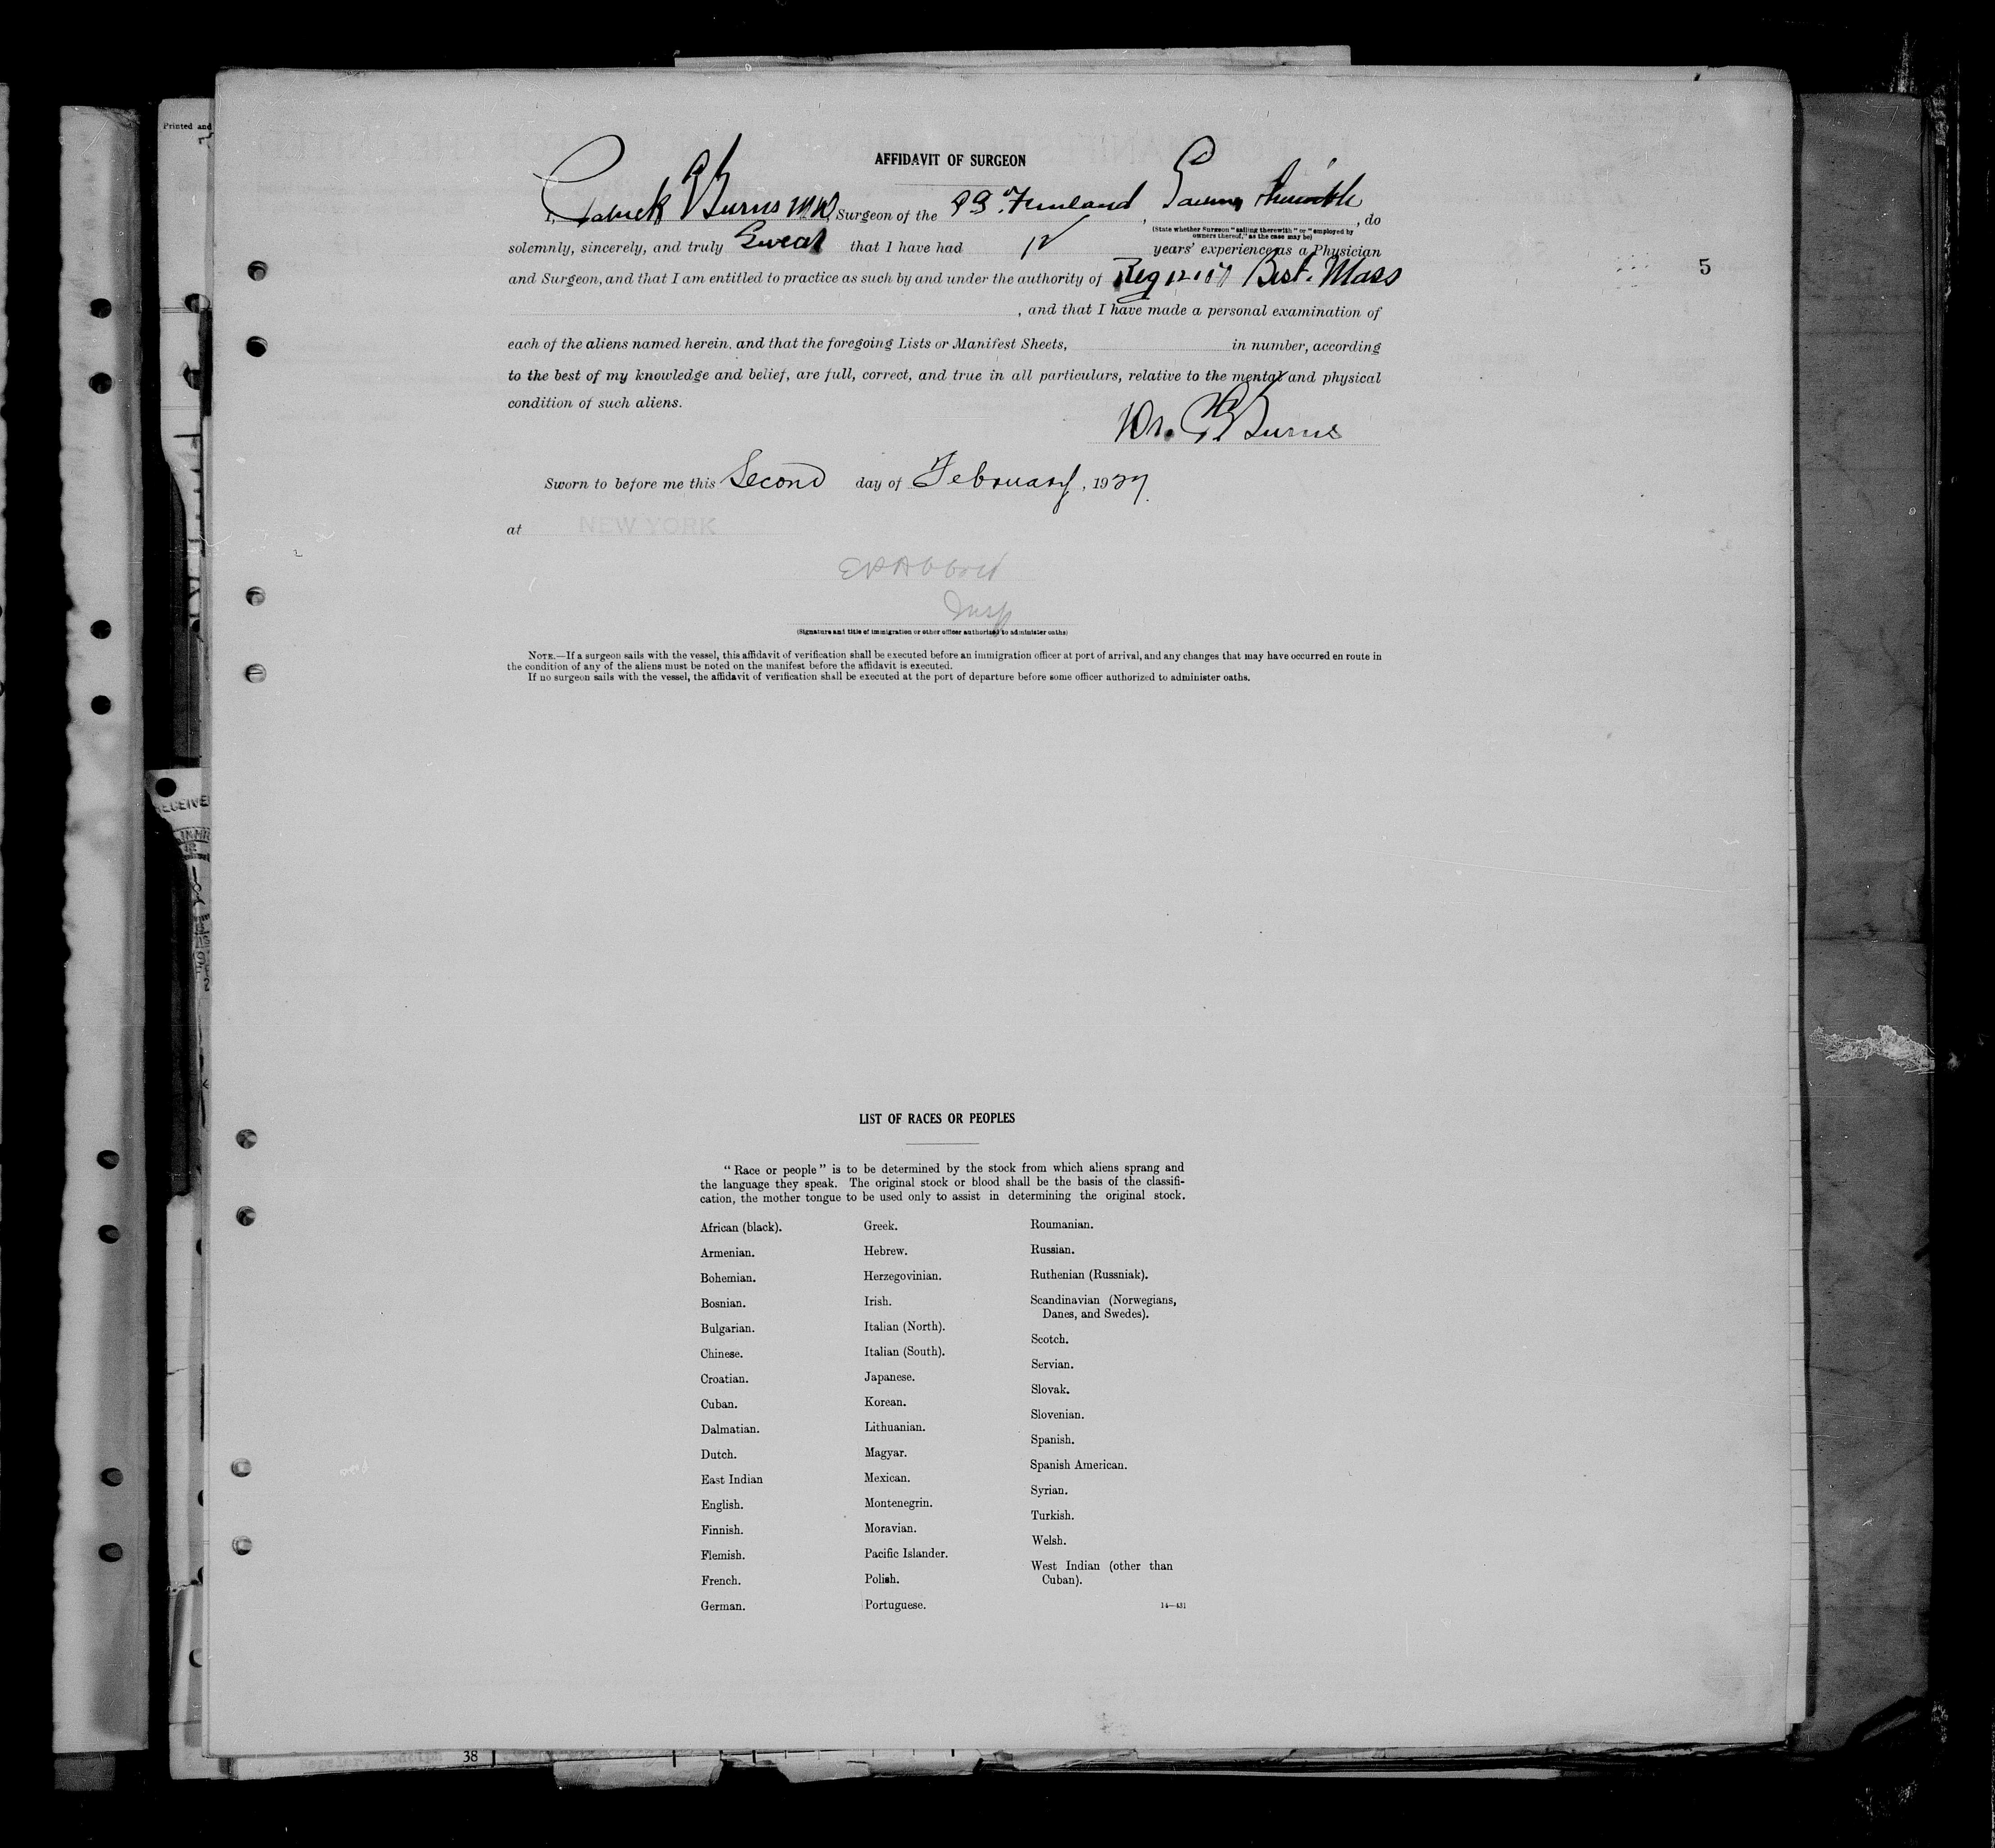 Printed and
AFFIDAVIT OF SURGEON
I, Patrick Burns MD, Surgeon of the SS. Finland, Sailing therewith, do
(State whether Surgeon "sailing therewith" or "employed by
owners thereof," as the case may be)
solemnly, sincerely, and truly Swear that I have had 12 years' experience as a Physician
and Surgeon, and that I am entitled to practice as such by and under the authority of Reg Bost. Mass
, and that I have made a personal examination of
each of the aliens named herein, and that the foregoing Lists or Manifest Sheets, in number, according
to the best of my knowledge and belief, are full, correct, and true in all particulars, relative to the mental and physical
condition of such aliens.
Dr. Burns
Sworn to before me this Second day of February, 1927.
at NEW YORK
Insp
(Signature and title of immigration or other officer authorized to administer oaths)
NOTE.—If a surgeon sails with the vessel, this affidavit of verification shall be executed before an immigration officer at port of arrival, and any changes that may have occurred en route in
the condition of any of the aliens must be noted on the manifest before the affidavit is executed.
If no surgeon sails with the vessel, the affidavit of verification shall be executed at the port of departure before some officer authorized to administer oaths.
5
LIST OF RACES OR PEOPLES
"Race or people" is to be determined by the stock from which aliens sprang and
the language they speak. The original stock or blood shall be the basis of the classifi-
cation, the mother tongue to be used only to assist in determining the original stock.
African (black).
Armenian.
Bohemian.
Bosnian.
Bulgarian.
Chinese.
Croatian.
Cuban.
Dalmatian.
Dutch.
East Indian
English.
Finnish.
Flemish.
French.
German.
Greek.
Hebrew.
Herzegovinian.
Irish.
Italian (North).
Italian (South).
Japanese.
Korean.
Lithuanian.
Magyar.
Mexican.
Montenegrin.
Moravian.
Pacific Islander.
Polish.
Portuguese.
Roumanian.
Russian.
Ruthenian (Russniak).
Scandinavian (Norwegians,
Danes, and Swedes).
Scotch.
Servian.
Slovak.
Slovenian.
Spanish.
Spanish American.
Syrian.
Turkish.
Welsh.
West Indian (other than
Cuban).
14—431
38